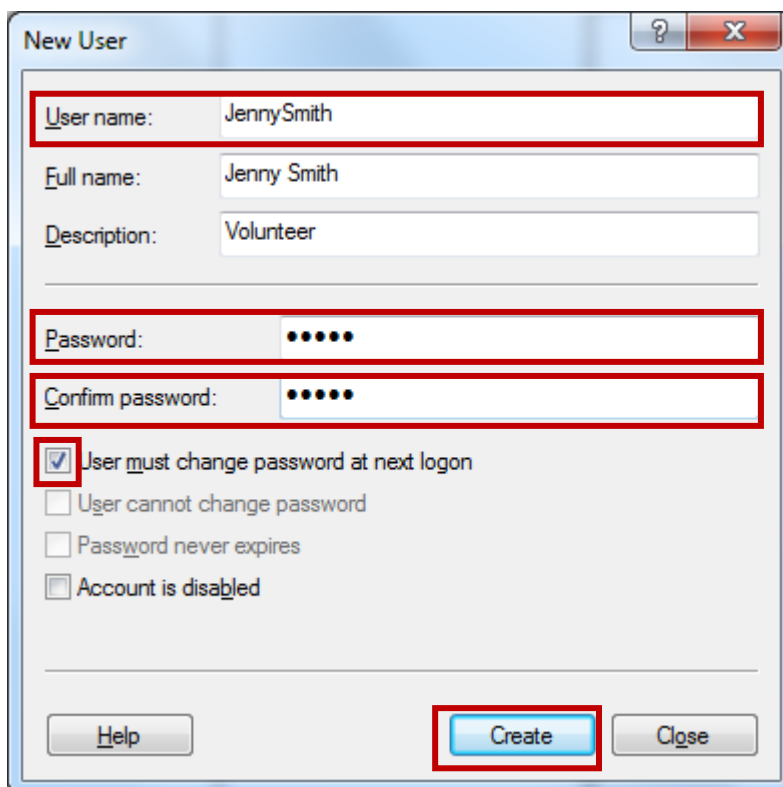 New User
User name: JennySmith
Full name: Jenny Smith
Description: Volunteer
Password: •••••
Confirm password: •••••
User must change password at next logon
User cannot change password
Password never expires
Account is disabled
Help Create Close